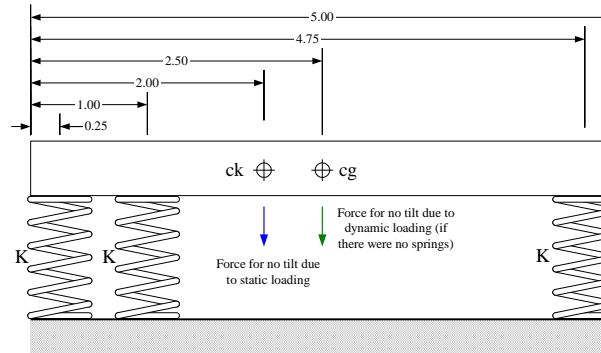 5.00
4.75
2.50
2.00
1.00
0.25
ck
cg
Force for no tilt due to
dynamic loading (if
there were no springs)
Force for no tilt due
to static loading
K
K
K